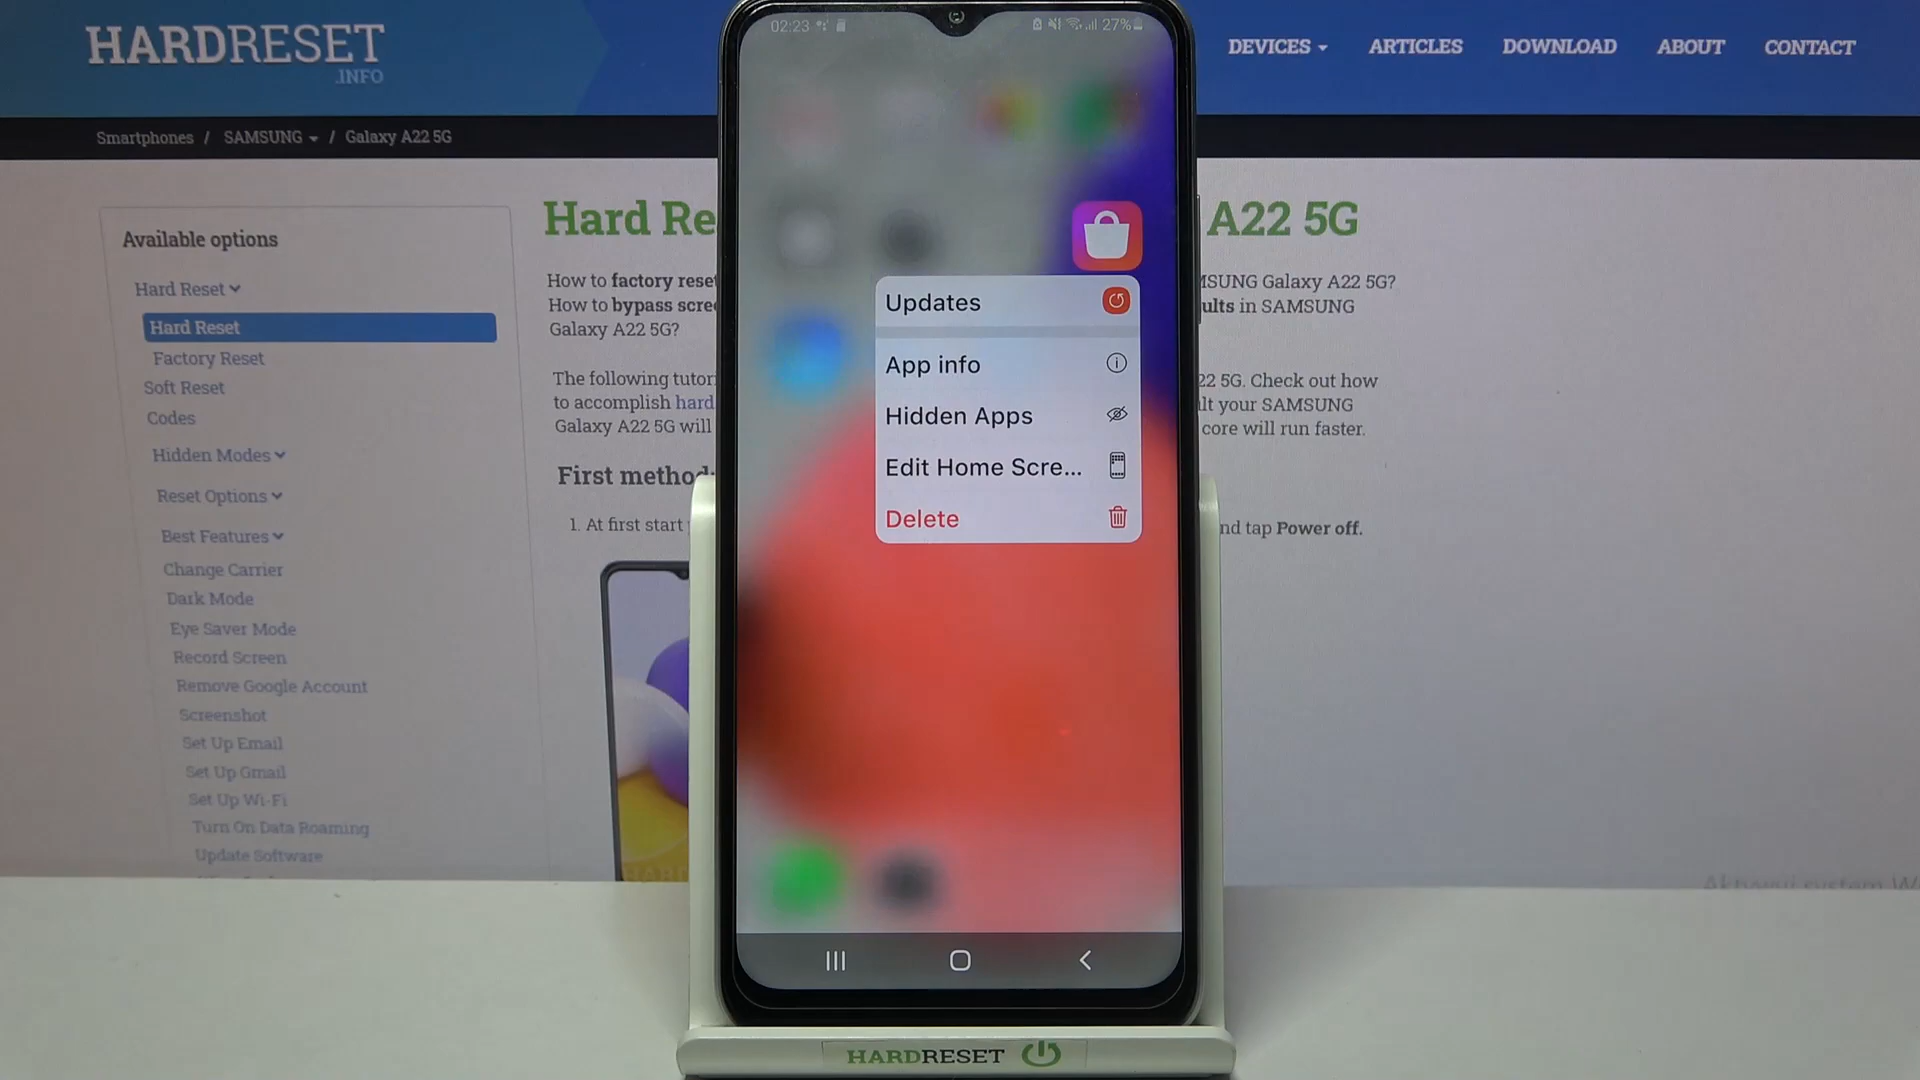 HARDRESET
.INFO
DEVICES
ARTICLES
DOWNLOAD
ABOUT
CONTACT
Smartphones / SAMSUNG / Galaxy A22 5G
02:23
27%
Available options
Hard Reset
Hard Reset
Factory Reset
Soft Reset
Codes
Hidden Modes
Reset Options
Best Features
Change Carrier
Dark Mode
Eye Saver Mode
Record Screen
Remove Google Account
Screenshot
Set Up Email
Set Up Gmail
Set Up Wi-Fi
Turn On Data Roaming
Update Software
Hard Re A22 5G
How to factory reset SAMSUNG Galaxy A22 5G?
How to bypass scre ults in SAMSUNG
Galaxy A22 5G?
The following tutor 22 5G. Check out how
to accomplish hard lt your SAMSUNG
Galaxy A22 5G will core will run faster.
First method:
1. At first start nd tap Power off.
Updates
App info
Hidden Apps
Edit Home Scre...
Delete
HARDRESET